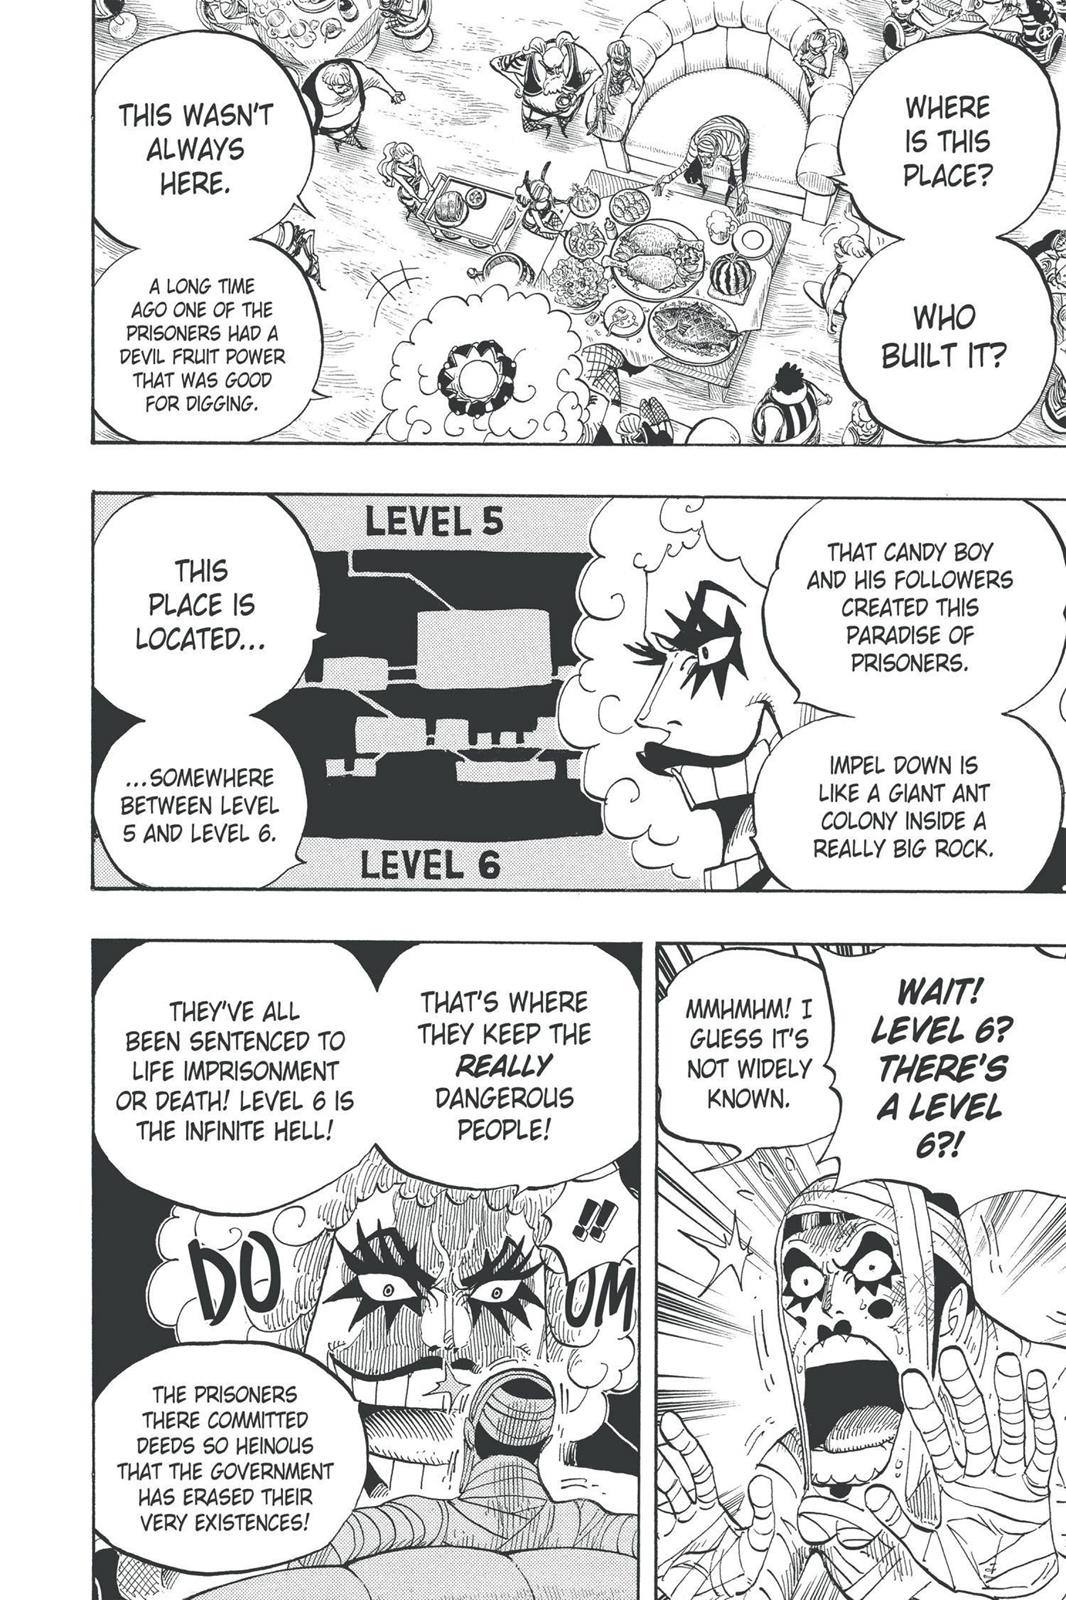 WHERE
IS THIS
PLACE?
WHO
BUILT IT?
THIS WASN'T
ALWAYS
HERE.
A LONG TIME
AGO ONE OF THE
PRISONERS HAD A
DEVIL FRUIT POWER
THAT WAS GOOD
FOR DIGGING.
THAT CANDY BOY
AND HIS FOLLOWERS
CREATED THIS
PARADISE OF
PRISONERS.
IMPEL DOWN IS
LIKE A GIANT ANT
COLONY INSIDE A
REALLY BIG ROCK.
LEVEL 5
THIS
PLACE IS
LOCATED...
...SOMEWHERE
BETWEEN LEVEL
5 AND LEVEL 6.
LEVEL 6
WAIT!
LEVEL 6?
THERE'S
A LEVEL
6?!
MMHMHM! I
GUESS IT'S
NOT WIDELY
KNOWN.
THAT'S WHERE
THEY KEEP THE
REALLY
DANGEROUS
PEOPLE!
THEY'VE ALL
BEEN SENTENCED TO
LIFE IMPRISONMENT
OR DEATH! LEVEL 6 IS
THE INFINITE HELL!
!!
DO
OM
THE PRISONERS
THERE COMMITTED
DEEDS SO HEINOUS
THAT THE GOVERNMENT
HAS ERASED THEIR
VERY EXISTENCES!